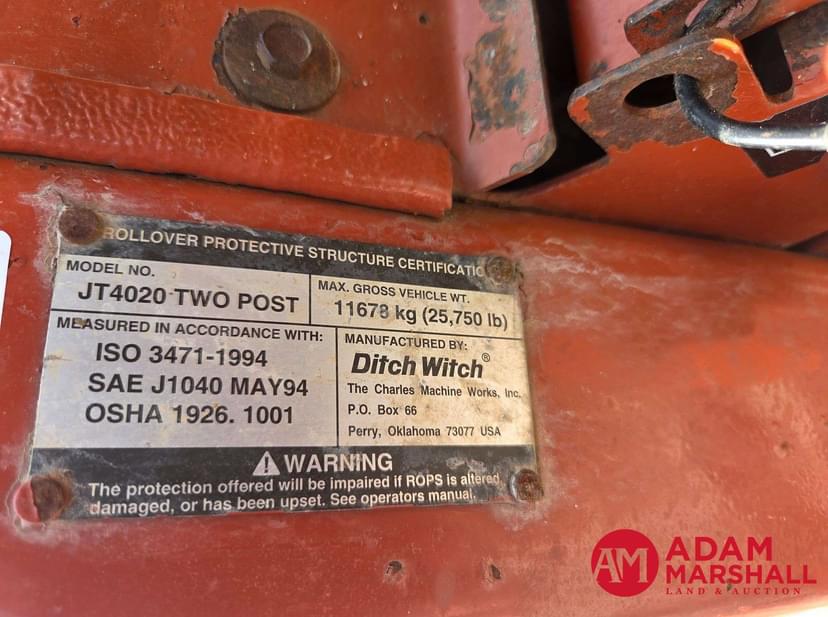 ROLLOVER PROTECTIVE STRUCTURE CERTIFICATIO
MODEL NO.
JT4020 TWO POST
MAX. GROSS VEHICLE WT.
11678 kg (25,750 lb)
MEASURED IN ACCORDANCE WITH:
ISO 3471-1994
SAE J1040 MAY94
OSHA 1926. 1001
MANUFACTURED BY:
Ditch Witch®
The Charles Machine Works, Inc.
P.O. Box 66
Perry, Oklahoma 73077 USA
⚠ WARNING
The protection offered will be impaired if ROPS is altered,
damaged, or has been upset. See operators manual.
AM ADAM
MARSHALL
LAND & AUCTION